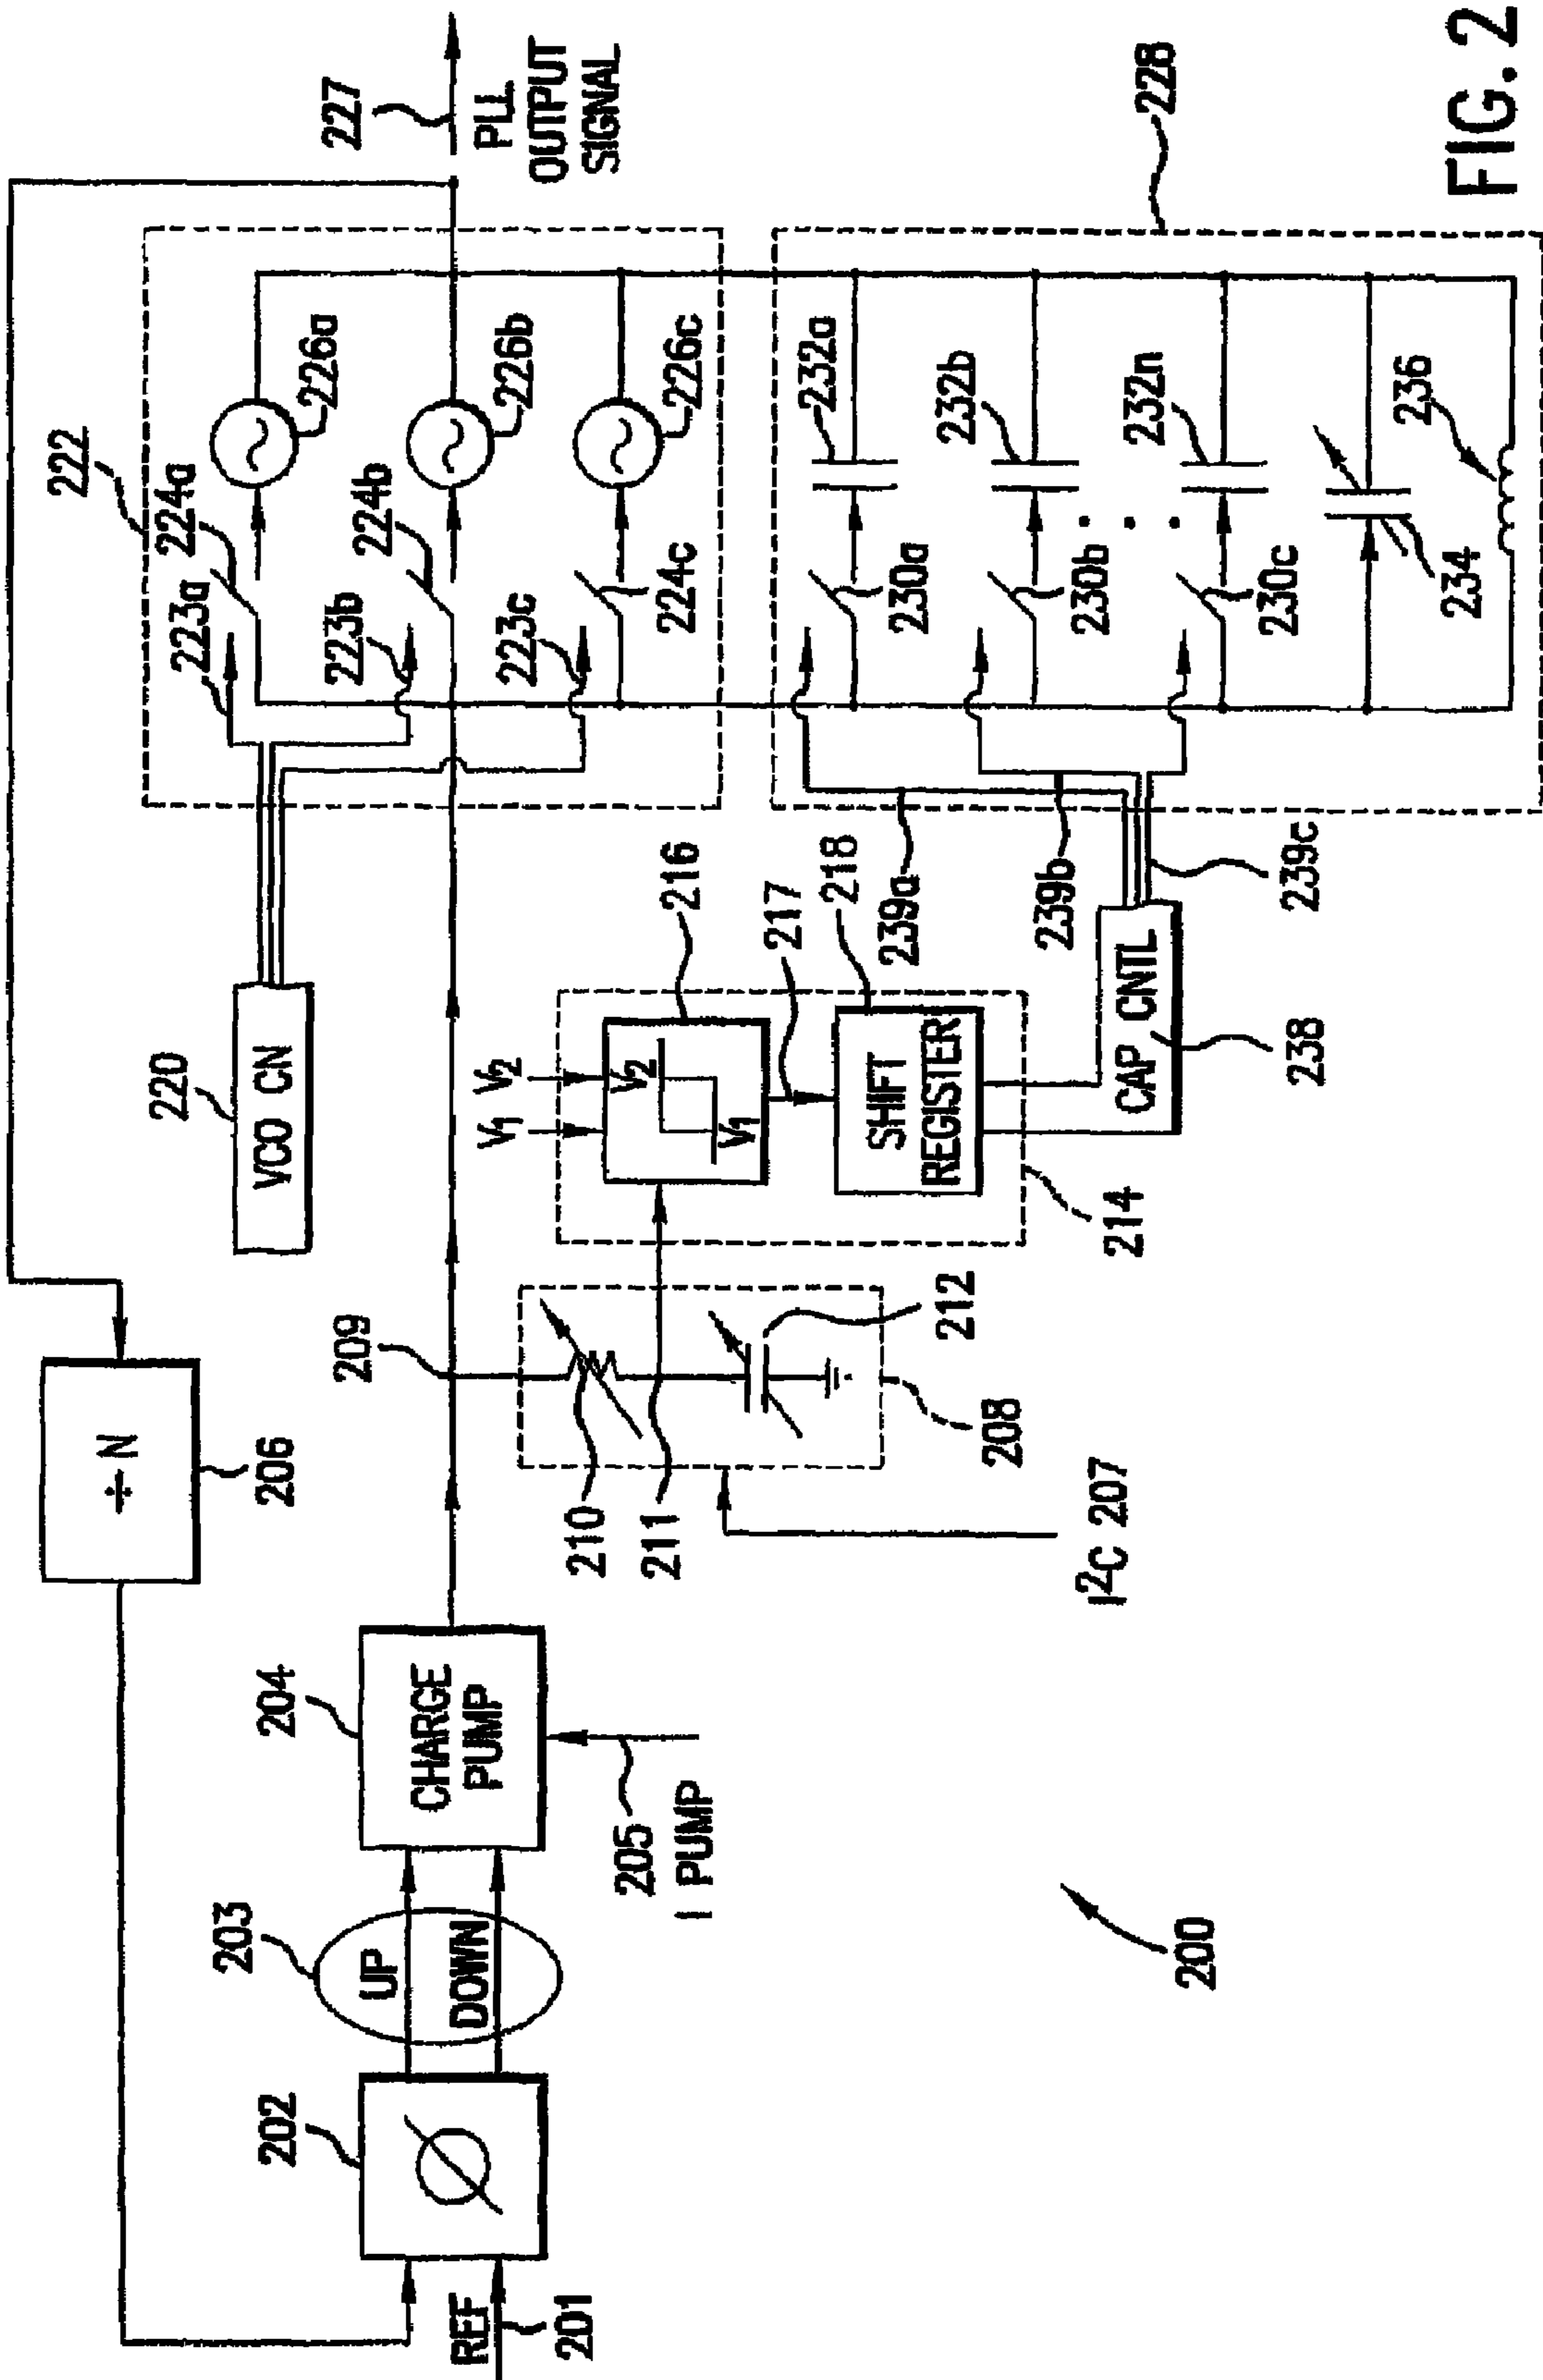 206
÷ N
222
223a
224a
226a
227
PLL
OUTPUT
SIGNAL
220
VCO CN
223b
224b
226b
223c
224c
226c
202
Ø
203
UP
DOWN
204
CHARGE
PUMP
209
REF
201
205
I PUMP
210
211
212
208
I²C 207
V1 V2
216
V2
V1
217
218
SHIFT
REGISTER
214
239a
239b
239c
CAP CNTL
238
230a
232a
230b
232b
230c
232n
234
236
228
200
FIG. 2